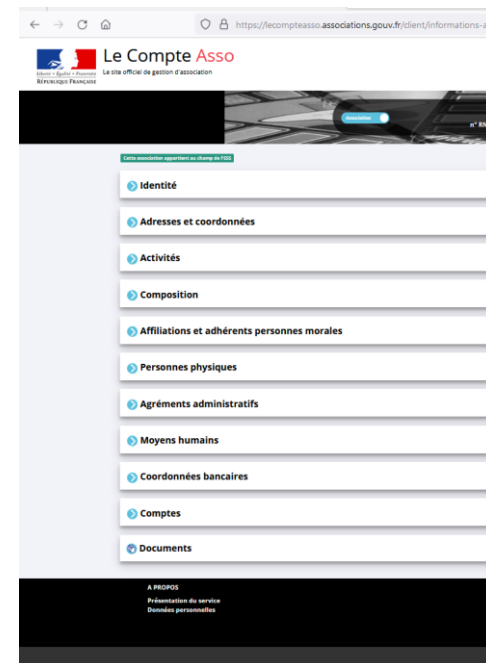 https://lecompteasso.associations.gouv.fr/client/informations-a
Le Compte Asso
Le site officiel de gestion d'association
Liberté • Égalité • Fraternité
RÉPUBLIQUE FRANÇAISE
Association
n° RN
Cette association appartient au champ de l'ESS
Identité
Adresses et coordonnées
Activités
Composition
Affiliations et adhérents personnes morales
Personnes physiques
Agréments administratifs
Moyens humains
Coordonnées bancaires
Comptes
Documents
A PROPOS
Présentation du service
Données personnelles